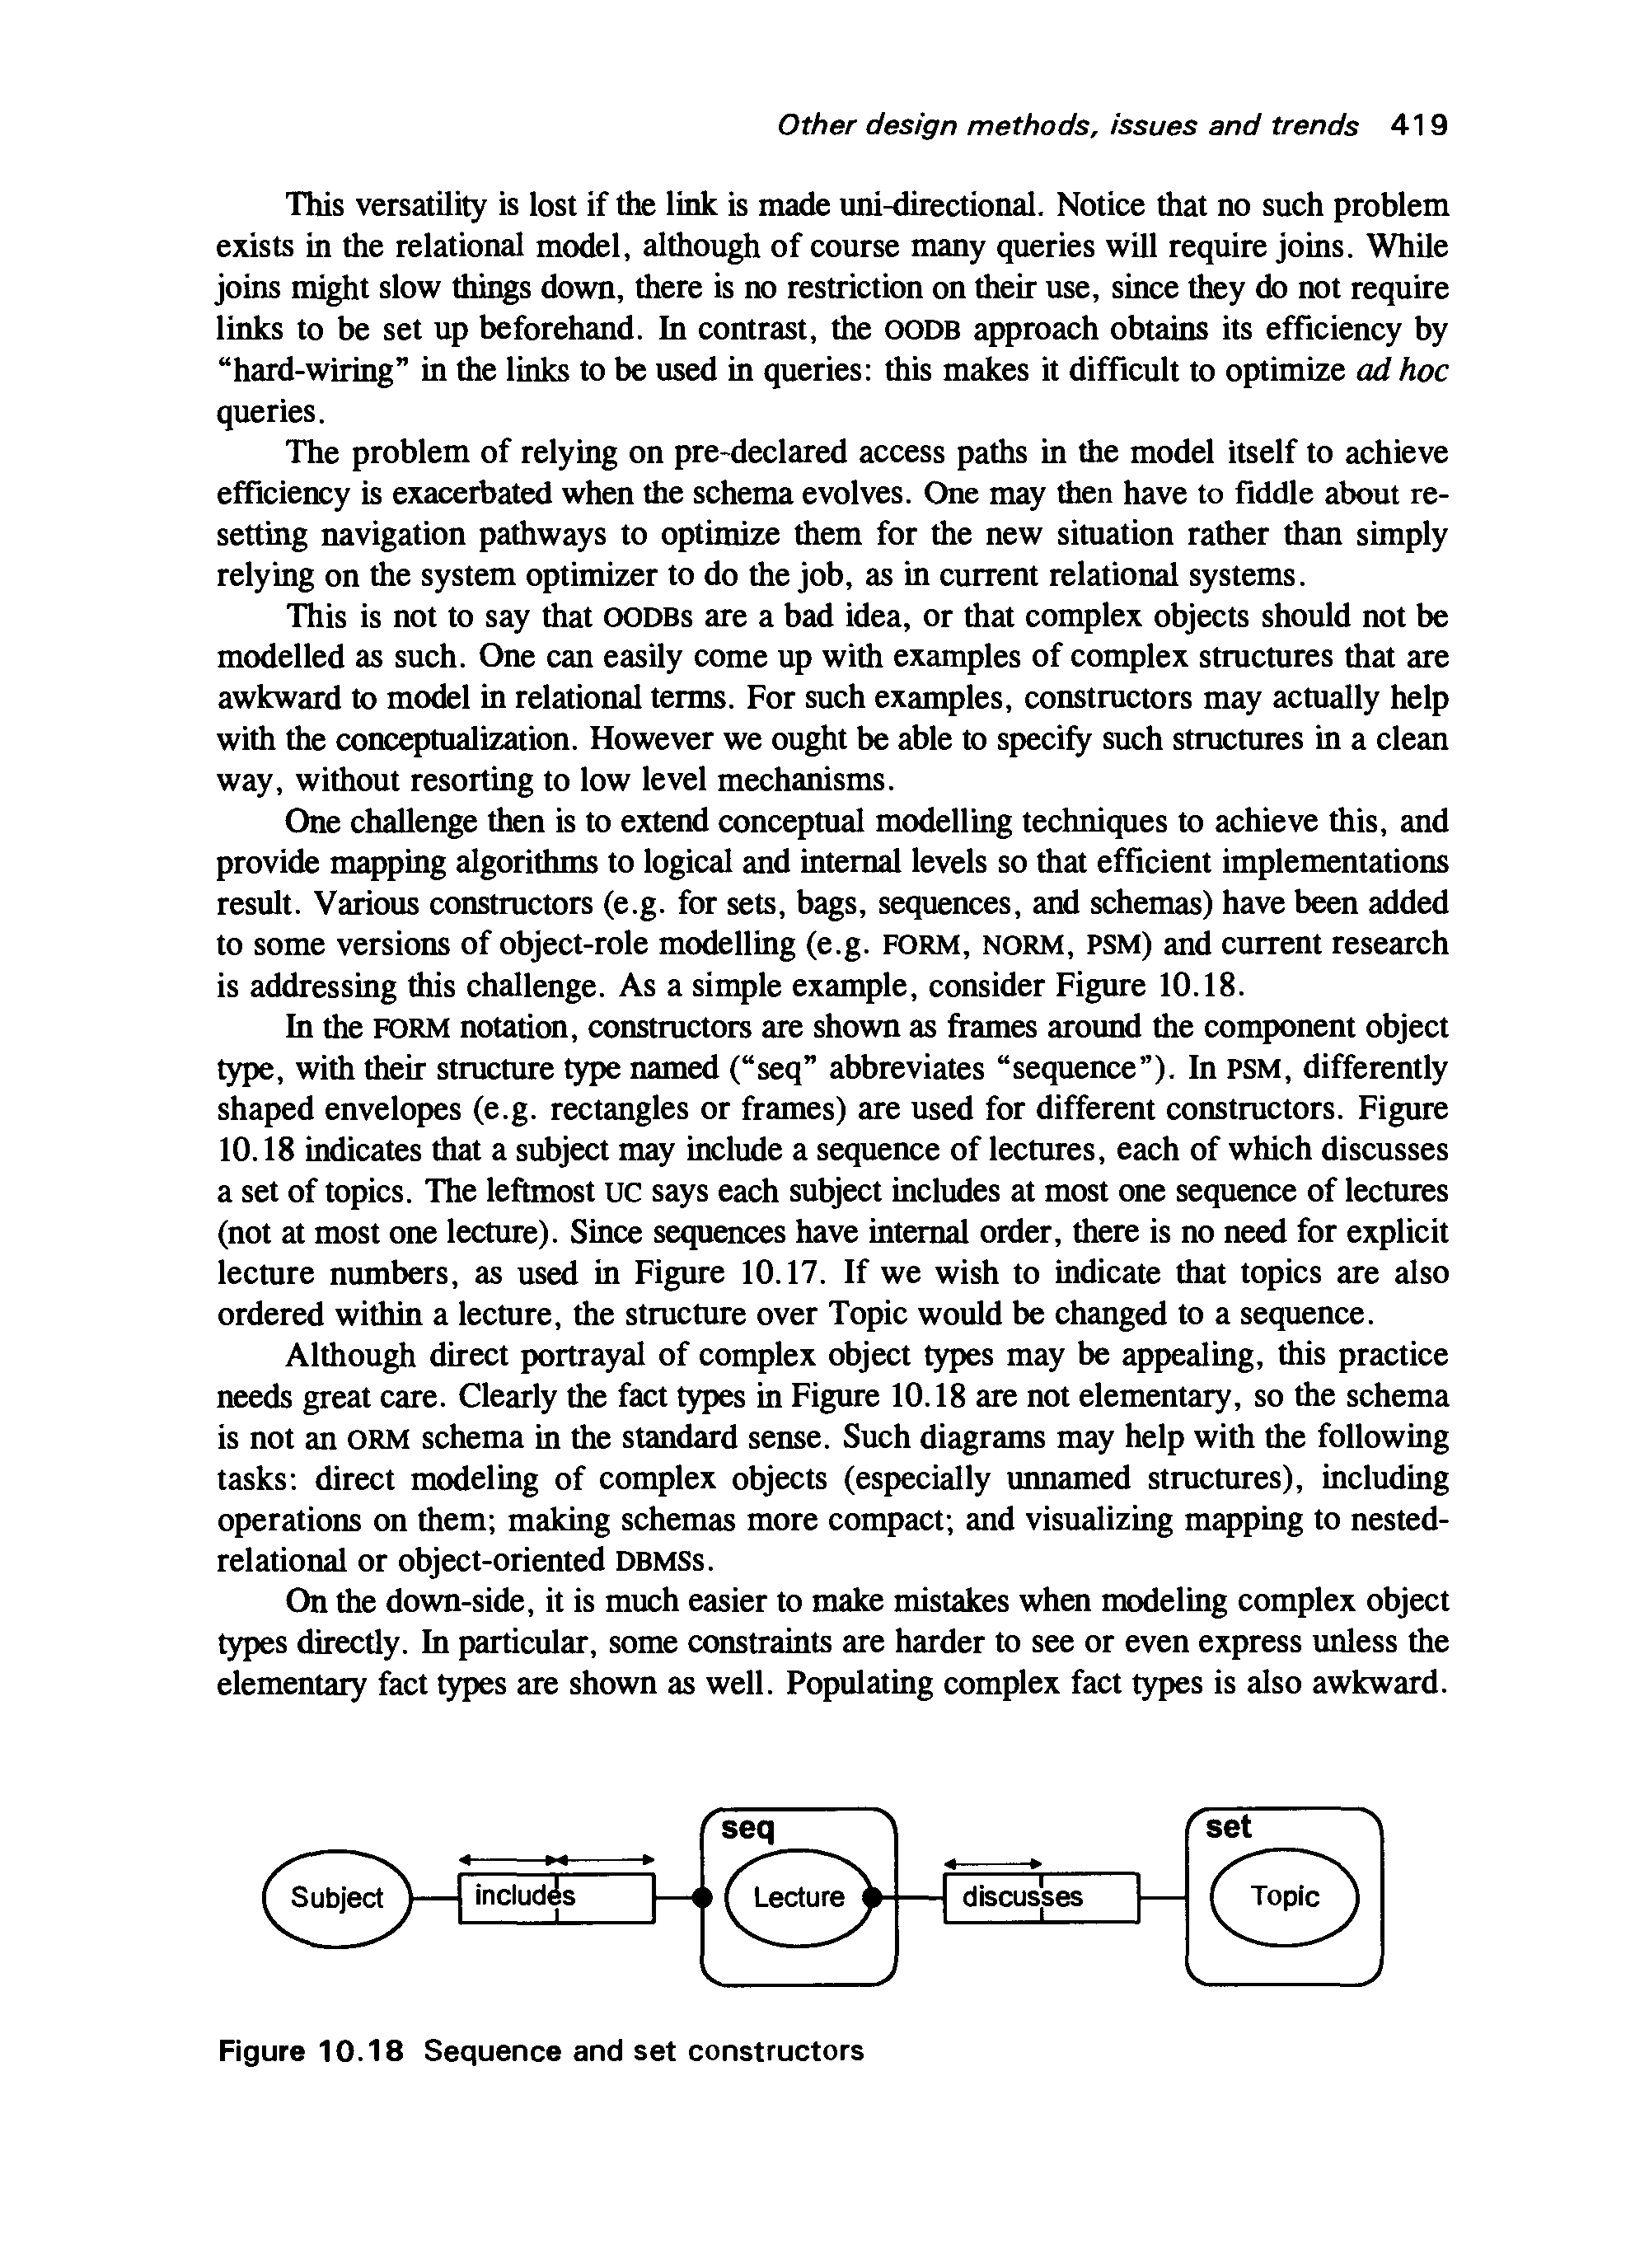 Other design methods, issues and trends 419
This versatility is lost if the link is made uni-directional. Notice that no such problem
exists in the relational model, although of course many queries will require joins. While
joins might slow things down, there is no restriction on their use, since they do not require
links to be set up beforehand. In contrast, the OODB approach obtains its efficiency by
“hard-wiring” in the links to be used in queries: this makes it difficult to optimize ad hoc
queries.
The problem of relying on pre-declared access paths in the model itself to achieve
efficiency is exacerbated when the schema evolves. One may then have to fiddle about re-
setting navigation pathways to optimize them for the new situation rather than simply
relying on the system optimizer to do the job, as in current relational systems.
This is not to say that OODBs are a bad idea, or that complex objects should not be
modelled as such. One can easily come up with examples of complex structures that are
awkward to model in relational terms. For such examples, constructors may actually help
with the conceptualization. However we ought be able to specify such structures in a clean
way, without resorting to low level mechanisms.
One challenge then is to extend conceptual modelling techniques to achieve this, and
provide mapping algorithms to logical and internal levels so that efficient implementations
result. Various constructors (e.g. for sets, bags, sequences, and schemas) have been added
to some versions of object-role modelling (e.g. FORM, NORM, PSM) and current research
is addressing this challenge. As a simple example, consider Figure 10.18.
In the FORM notation, constructors are shown as frames around the component object
type, with their structure type named (“seq” abbreviates “sequence”). In PSM, differently
shaped envelopes (e.g. rectangles or frames) are used for different constructors. Figure
10.18 indicates that a subject may include a sequence of lectures, each of which discusses
a set of topics. The leftmost UC says each subject includes at most one sequence of lectures
(not at most one lecture). Since sequences have internal order, there is no need for explicit
lecture numbers, as used in Figure 10.17. If we wish to indicate that topics are also
ordered within a lecture, the structure over Topic would be changed to a sequence.
Although direct portrayal of complex object types may be appealing, this practice
needs great care. Clearly the fact types in Figure 10.18 are not elementary, so the schema
is not an ORM schema in the standard sense. Such diagrams may help with the following
tasks: direct modeling of complex objects (especially unnamed structures), including
operations on them; making schemas more compact; and visualizing mapping to nested-
relational or object-oriented DBMSs.
On the down-side, it is much easier to make mistakes when modeling complex object
types directly. In particular, some constraints are harder to see or even express unless the
elementary fact types are shown as well. Populating complex fact types is also awkward.
seq set
Subject includes Lecture discusses Topic
Figure 10.18 Sequence and set constructors